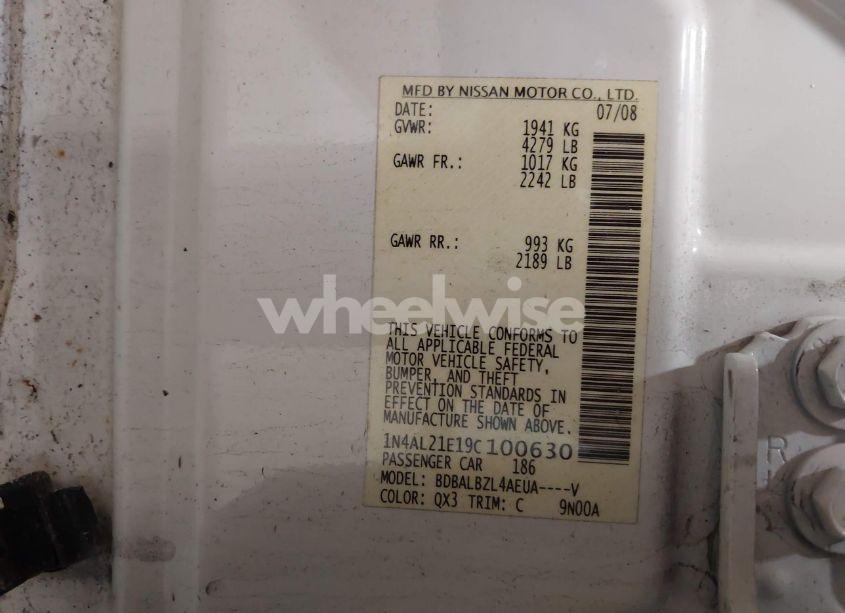 MFD BY NISSAN MOTOR CO., LTD.
DATE: 07/08
GVWR: 1941 KG
4279 LB
GAWR FR.: 1017 KG
2242 LB
GAWR RR.: 993 KG
2189 LB
wheelwise
THIS VEHICLE CONFORMS TO
ALL APPLICABLE FEDERAL
MOTOR VEHICLE SAFETY,
BUMPER, AND THEFT
PREVENTION STANDARDS IN
EFFECT ON THE DATE OF
MANUFACTURE SHOWN ABOVE.
1N4AL21E19C100630
PASSENGER CAR 186
MODEL: BDBALBZL4AEUA----V
COLOR: QX3 TRIM: C 9N00A
R